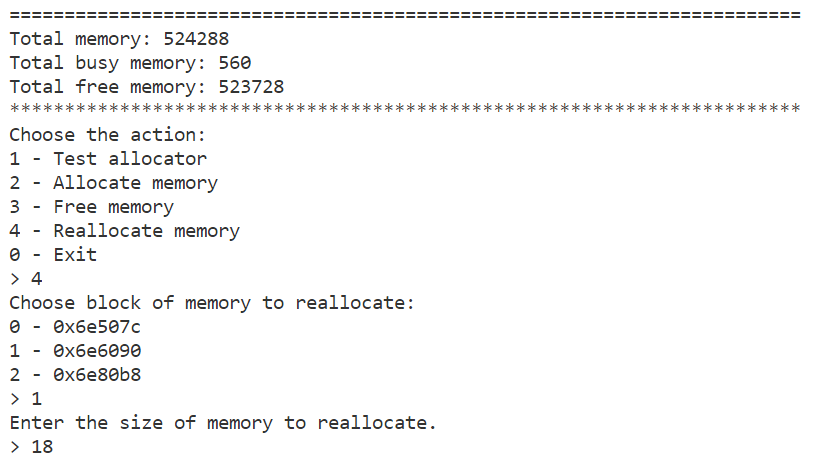 ========================================================================
Total memory: 524288
Total busy memory: 560
Total free memory: 523728
************************************************************************
Choose the action:
1 - Test allocator
2 - Allocate memory
3 - Free memory
4 - Reallocate memory
0 - Exit
> 4
Choose block of memory to reallocate:
0 - 0x6e507c
1 - 0x6e6090
2 - 0x6e80b8
> 1
Enter the size of memory to reallocate.
> 18